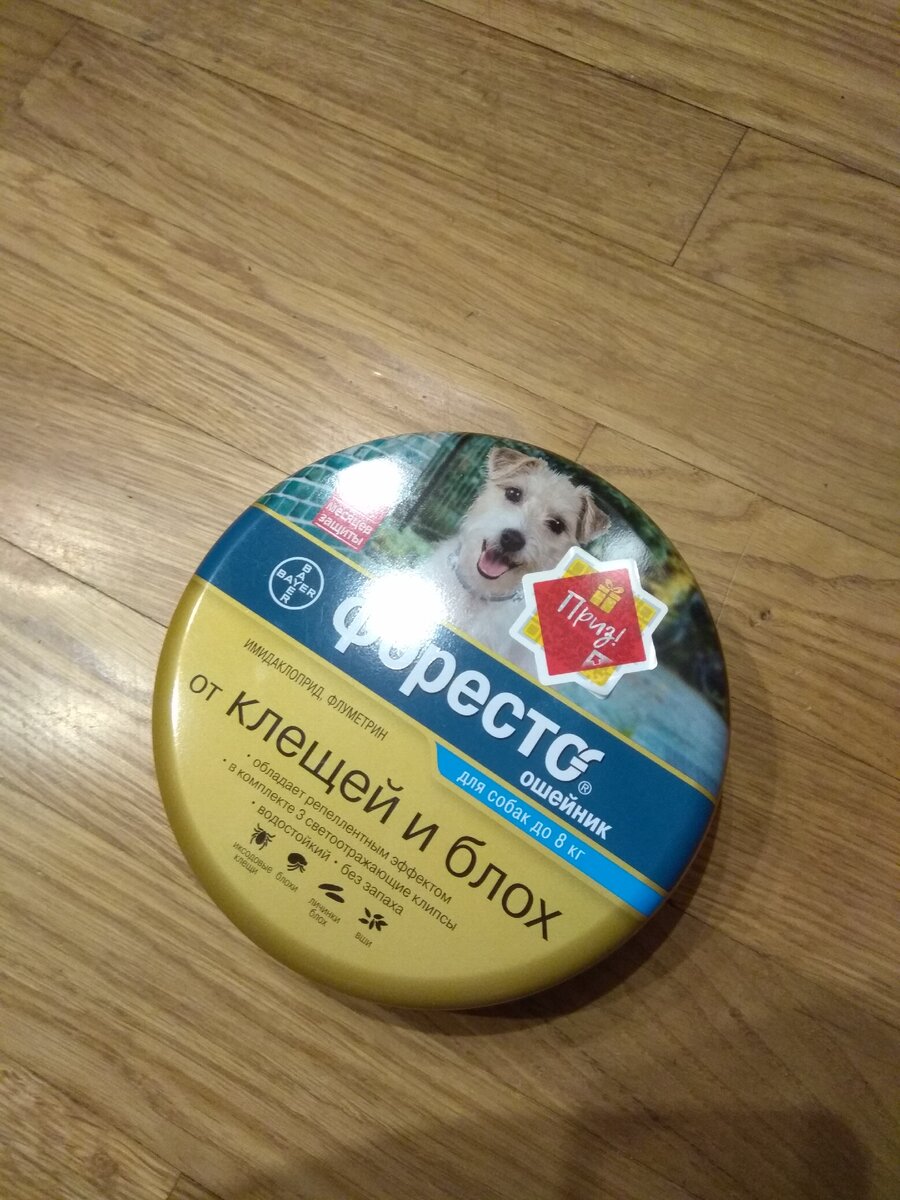 месяцев
защиты
BAYER
BAYER
Форесто®
ошейник
Приз!
ИМИДАКЛОПРИД, ФЛУМЕТРИН
для собак до 8 кг
от клещей и блох
· обладает репеллентным эффектом
· в комплекте 3 светоотражающие клипсы
· водостойкий · без запаха
иксодовые клещи
блохи
личинки блох
вши